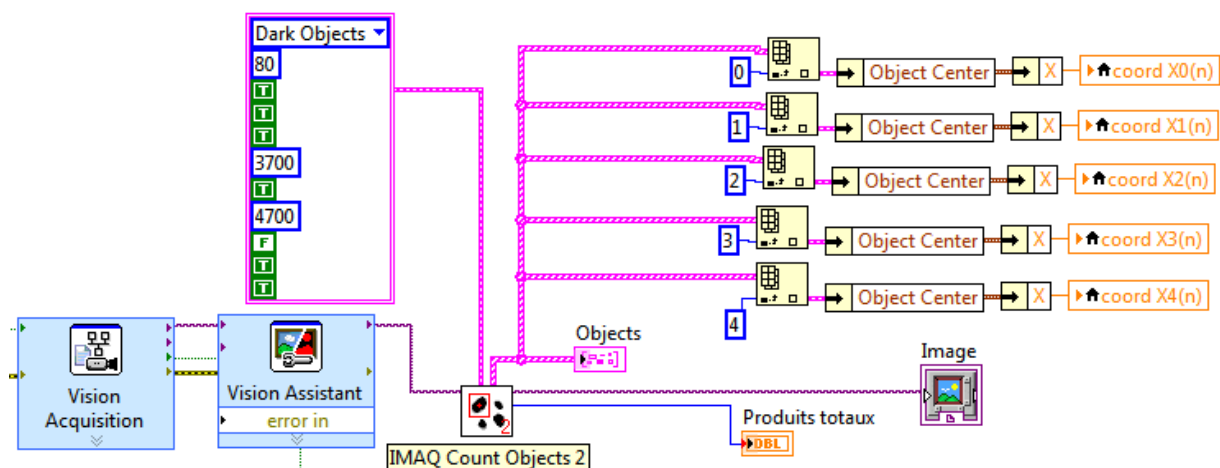 Dark Objects
80
T
T
T
3700
T
4700
F
T
T
0
Object Center
X
coord X0(n)
1
Object Center
X
coord X1(n)
2
Object Center
X
coord X2(n)
3
Object Center
X
coord X3(n)
4
Object Center
X
coord X4(n)
Vision
Acquisition
Vision Assistant
error in
2
IMAQ Count Objects 2
Objects
Image
Produits totaux
DBL